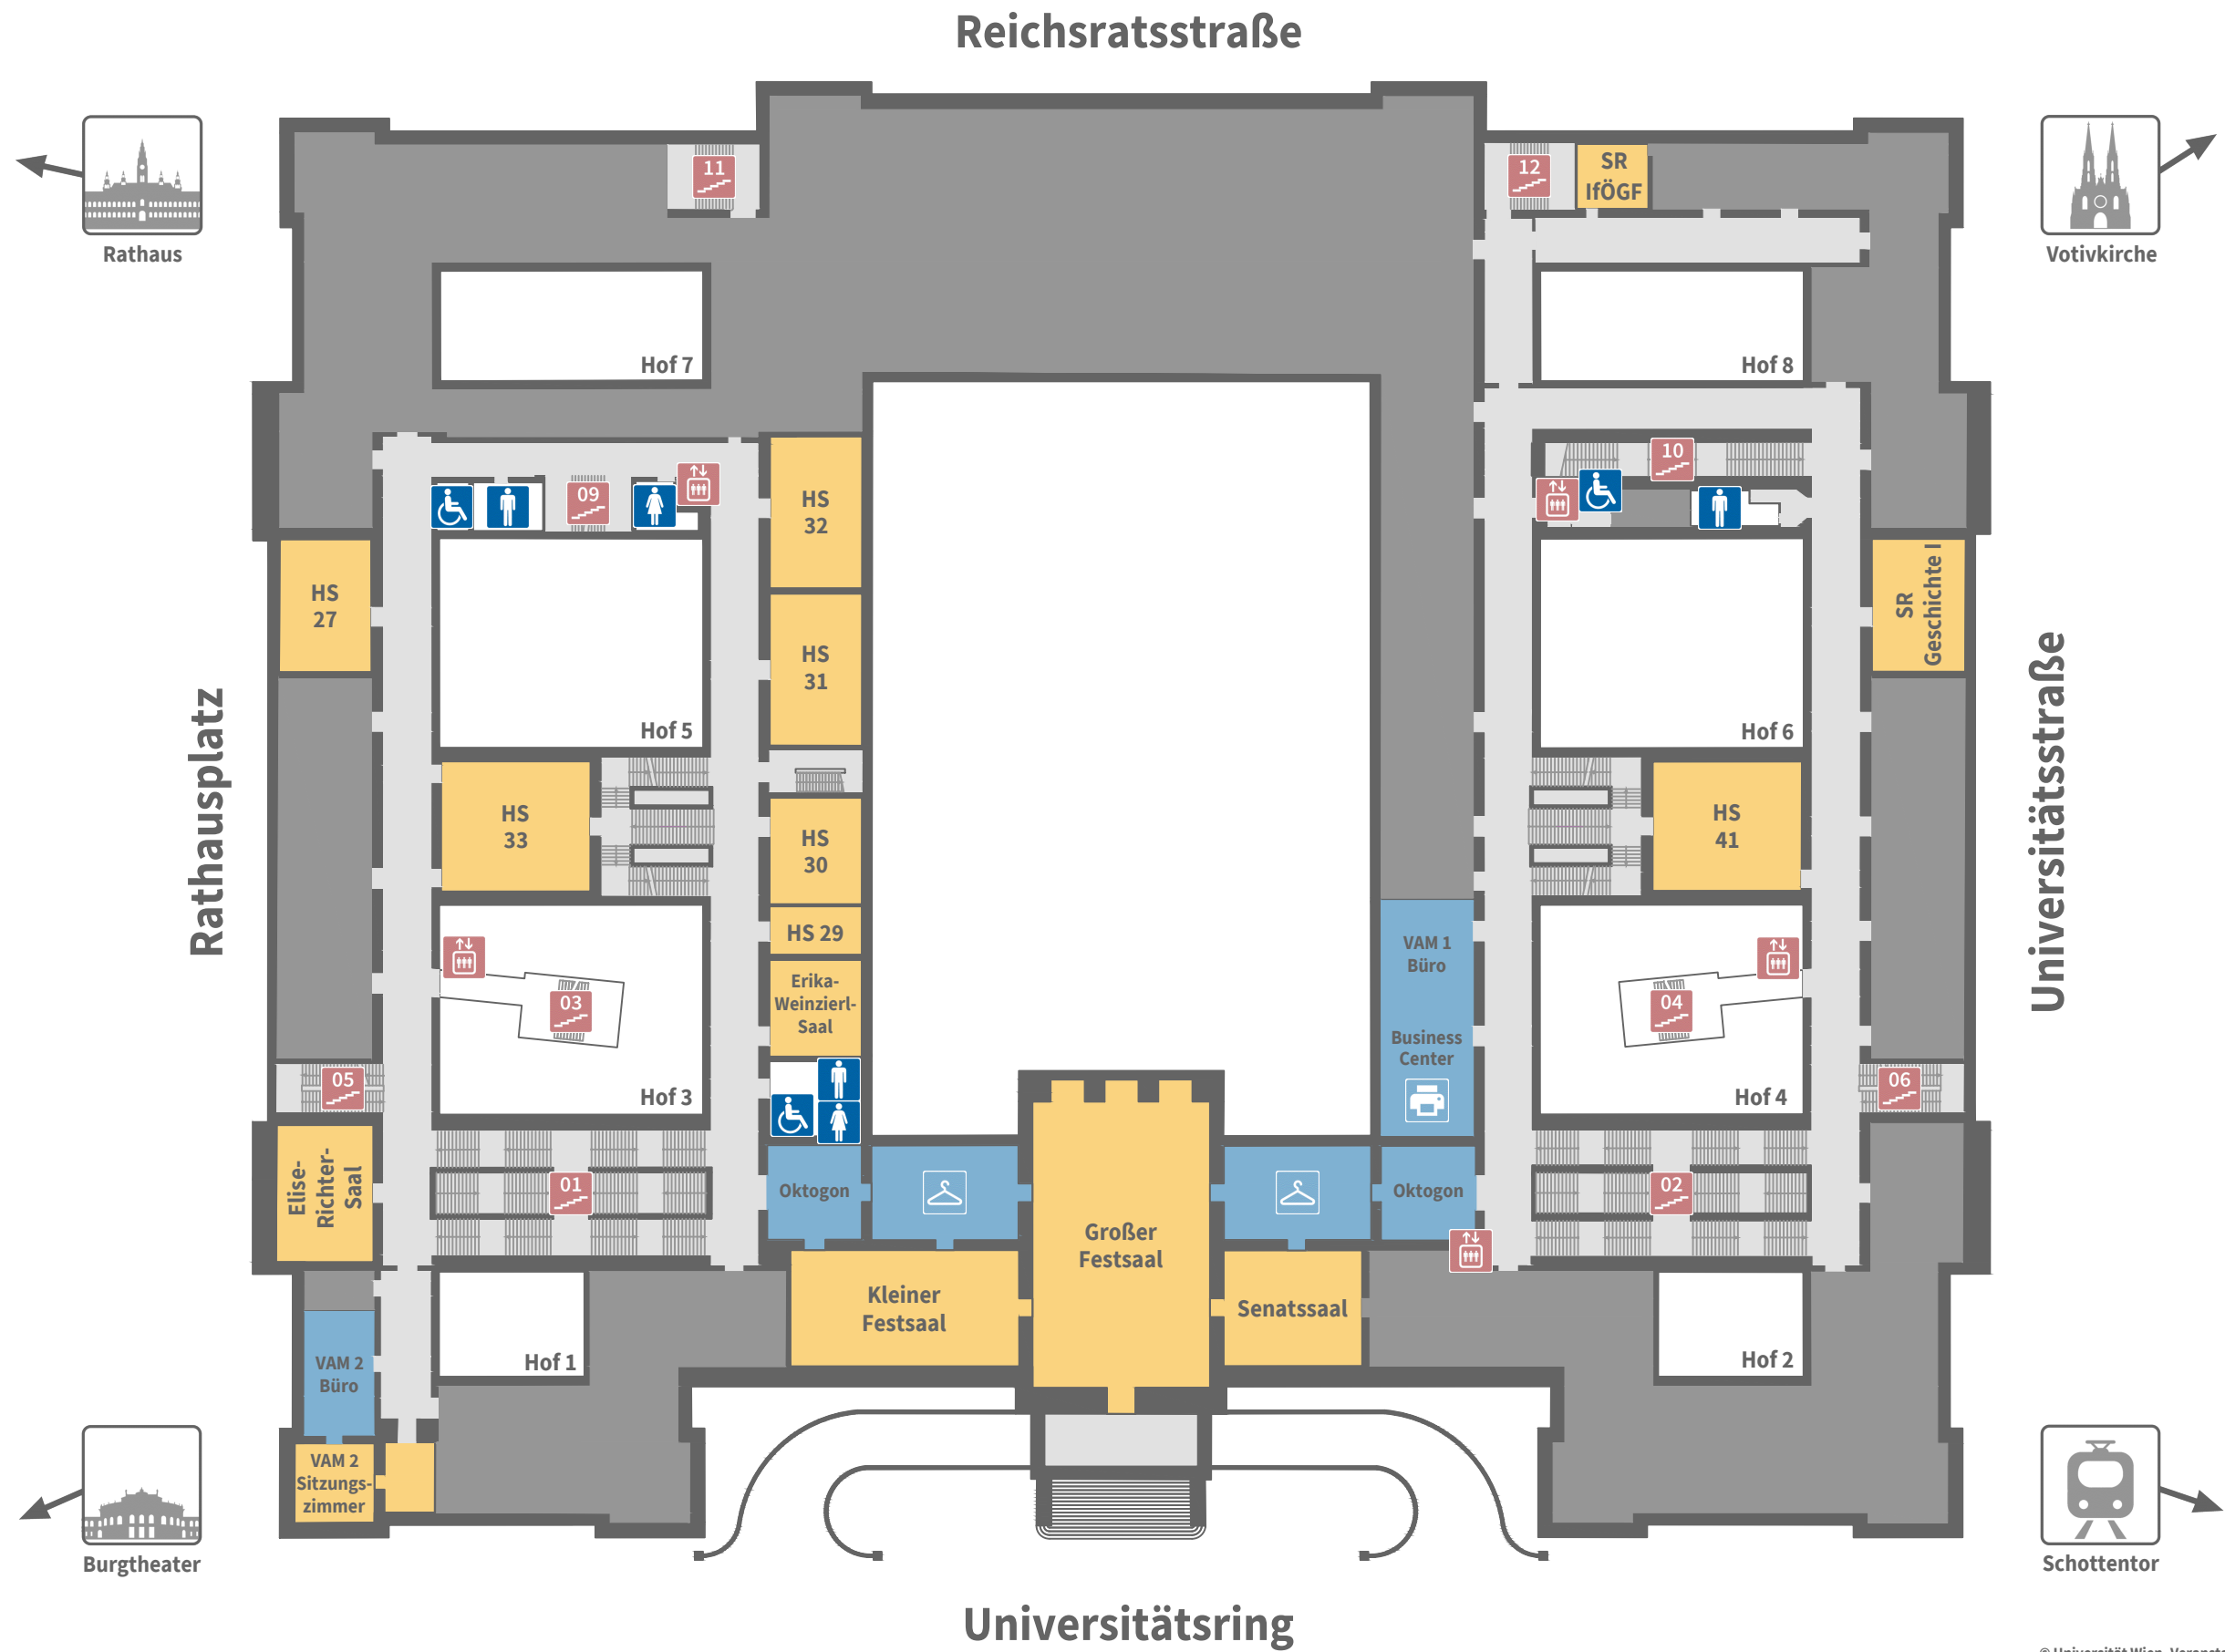 Reichsratsstraße
Rathaus
11
12
SR
IfÖGF
Votivkirche
Hof 7
Hof 8
HS
32
09
10
HS
27
SR
Geschichte I
HS
31
Hof 5
Hof 6
Rathausplatz
Universitätsstraße
HS
33
HS
30
HS
41
HS 29
VAM 1
Büro
Erika-
Weinzierl-
Saal
03
04
Business
Center
05
Hof 3
Hof 4
06
Elise-
Richter-
Saal
01
Oktogon
Oktogon
02
Großer
Festsaal
Kleiner
Festsaal
Senatssaal
VAM 2
Büro
Hof 1
Hof 2
VAM 2
Sitzungs-
zimmer
Burgtheater
Schottentor
Universitätsring
© Universität Wien, Veransta